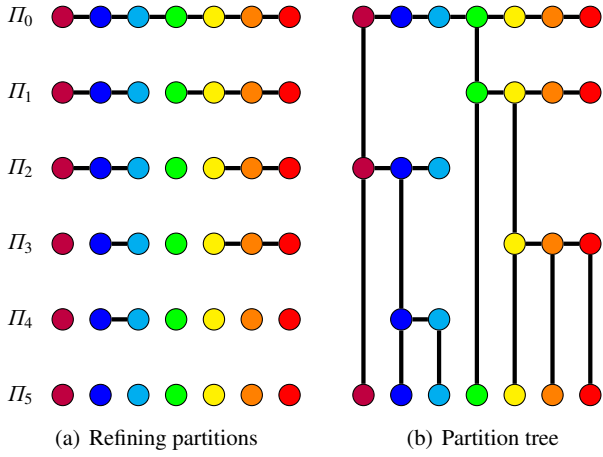 Π0
Π1
Π2
Π3
Π4
Π5
(a) Refining partitions
(b) Partition tree